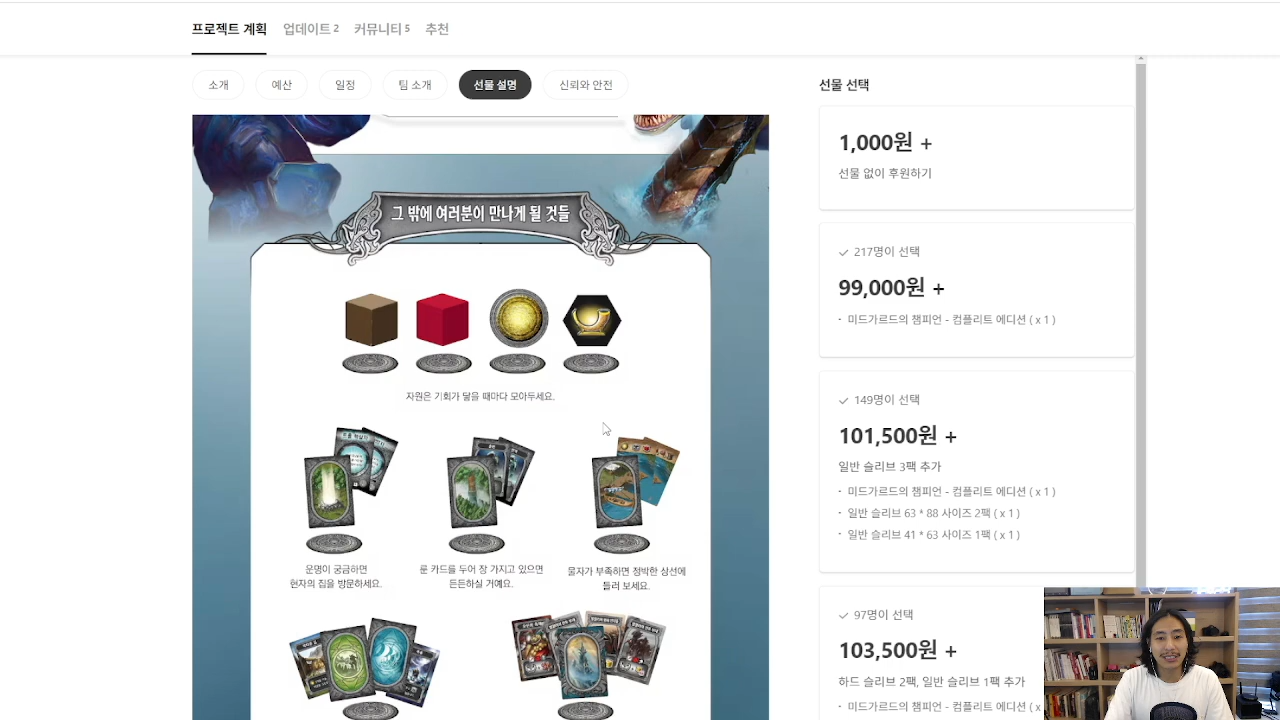 프로젝트 계획 업데이트 2 커뮤니티 5 추천
소개 예산 일정 팀 소개 선물 설명 신뢰와 안전
그 밖에 여러분이 만나게 될 것들
자원은 기회가 닿을 때마다 모아두세요.
운명이 궁금하면
현자의 집을 방문하세요.
룬 카드를 두어 장 가지고 있으면
든든하실 거예요.
물자가 부족하면 정박한 상선에
들러 보세요.
선물 선택
1,000원 +
선물 없이 후원하기
217명이 선택
99,000원 +
· 미드가르드의 챔피언 - 컴플리트 에디션 ( x 1 )
149명이 선택
101,500원 +
일반 슬리브 3팩 추가
· 미드가르드의 챔피언 - 컴플리트 에디션 ( x 1 )
· 일반 슬리브 63 * 88 사이즈 2팩 ( x 1 )
· 일반 슬리브 41 * 63 사이즈 1팩 ( x 1 )
97명이 선택
103,500원 +
하드 슬리브 2팩, 일반 슬리브 1팩 추가
· 미드가르드의 챔피언 - 컴플리트 에디션 ( x